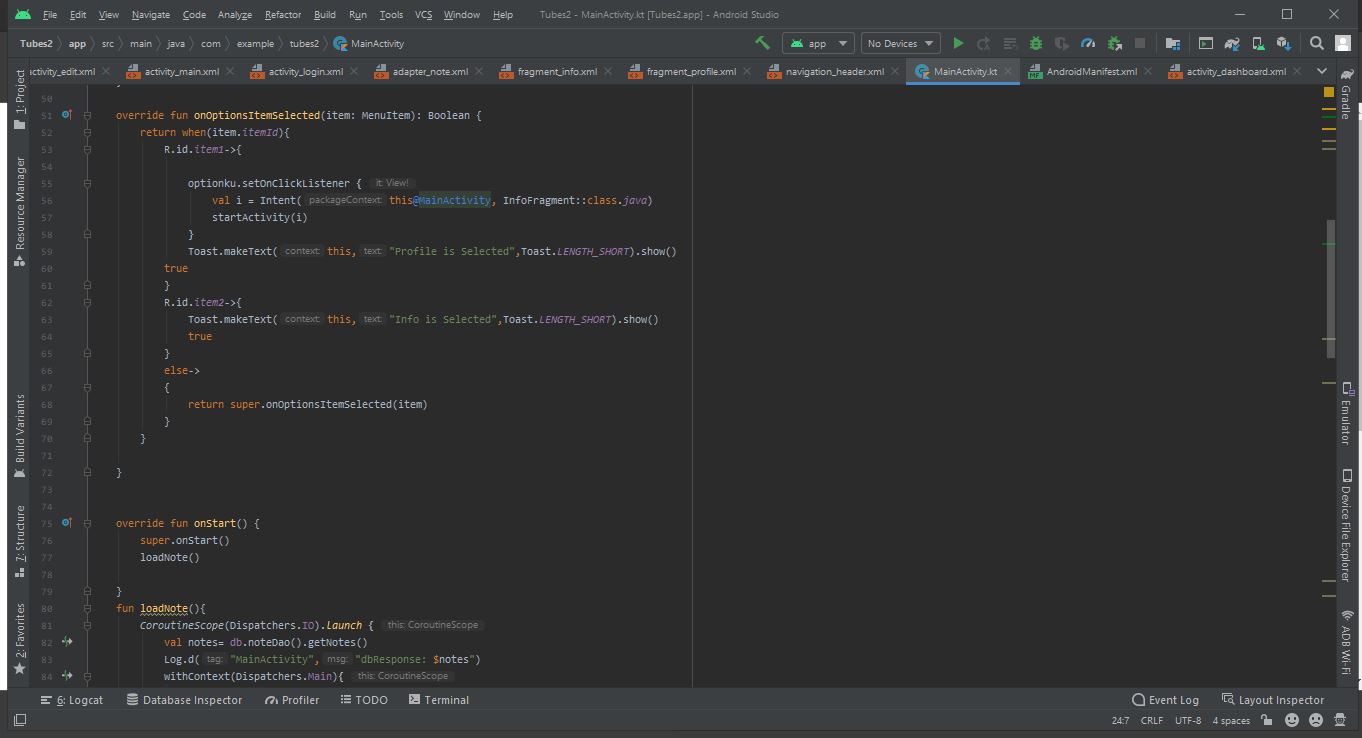 File Edit View Navigate Code Analyze Refactor Build Run Tools VCS Window Help Tubes2 - MainActivity.kt [Tubes2.app] - Android Studio
Tubes2 app src main java com example tubes2 MainActivity app No Devices
activity_edit.xml activity_main.xml activity_login.xml adapter_note.xml fragment_info.xml fragment_profil.xml navigation_header.xml MainActivity.kt AndroidManifest.xml activity_dashboard.xml
1: Project
Resource Manager
Build Variants
7: Structure
2: Favorites
50
51 override fun onOptionsItemSelected(item: MenuItem): Boolean {
52 return when(item.itemId){
53 R.id.item1->{
54
55 optionku.setOnClickListener { it: View!
56 val i = Intent( packageContext: this@MainActivity, InfoFragment::class.java)
57 startActivity(i)
58 }
59 Toast.makeText( context: this, text: "Profile is Selected",Toast.LENGTH_SHORT).show()
60 true
61 }
62 R.id.item2->{
63 Toast.makeText( context: this, text: "Info is Selected",Toast.LENGTH_SHORT).show()
64 true
65 }
66 else->
67 {
68 return super.onOptionsItemSelected(item)
69 }
70 }
71
72 }
73
74
75 override fun onStart() {
76 super.onStart()
77 loadNote()
78
79 }
80 fun loadNote(){
81 CoroutineScope(Dispatchers.IO).launch { this: CoroutineScope
82 val notes= db.noteDao().getNotes()
83 Log.d( tag: "MainActivity", msg: "dbResponse: $notes")
84 withContext(Dispatchers.Main){ this: CoroutineScope
Gradle
Emulator
Device File Explorer
ADB Wi-Fi
6: Logcat Database Inspector Profiler TODO Terminal Event Log Layout Inspector
24:7 CRLF UTF-8 4 spaces